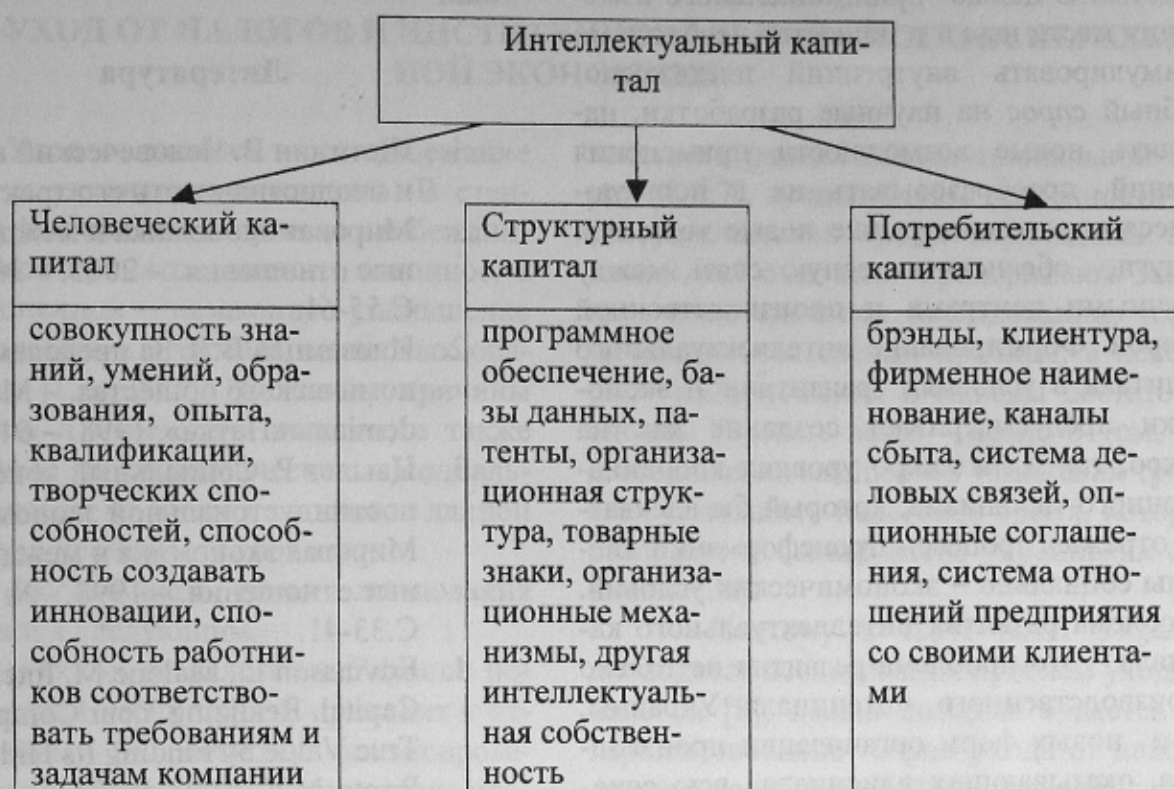 Интеллектуальный капи-
тал
Человеческий ка-
питал
совокупность зна-
ний, умений, обра-
зования, опыта,
квалификации,
творческих спо-
собностей, способ-
ность создавать
инновации, спо-
собность работни-
ков соответство-
вать требованиям и
задачам компании
Структурный
капитал
программное
обеспечение, ба-
зы данных, па-
тенты, организа-
ционная струк-
тура, товарные
знаки, организа-
ционные меха-
низмы, другая
интеллектуаль-
ная собствен-
ность
Потребительский
капитал
брэнды, клиентура,
фирменное наиме-
нование, каналы
сбыта, система де-
ловых связей, оп-
ционные соглаше-
ния, система отно-
шений предприятия
со своими клиента-
ми